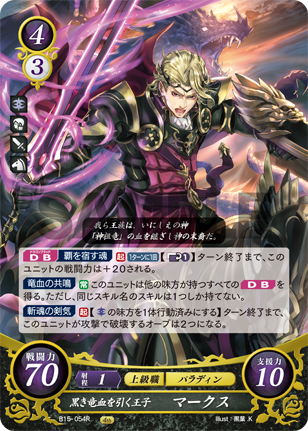 4
3
我ら王族は、いにしえの神
「神祖竜」の血を継ぎし神の末裔だ。
DB 覇を宿す魂 起 1ターンに1回【1】ターン終了まで、この
ユニットの戦闘力は+20される。
竜血の共鳴 常 このユニットは他の味方が持つすべてのDB
を得る。ただし、同じスキル名のスキルは1つしか持てない。
斬魂の剣気 起【味方を1体行動済みにする】ターン終了まで、
このユニットが攻撃で破壊するオーブは2つになる。
戦闘力
70
射程 1 上級職 パラディン
支援力
10
黒き竜血を引く王子 マークス
B15-054R
Illust:黒葉.K